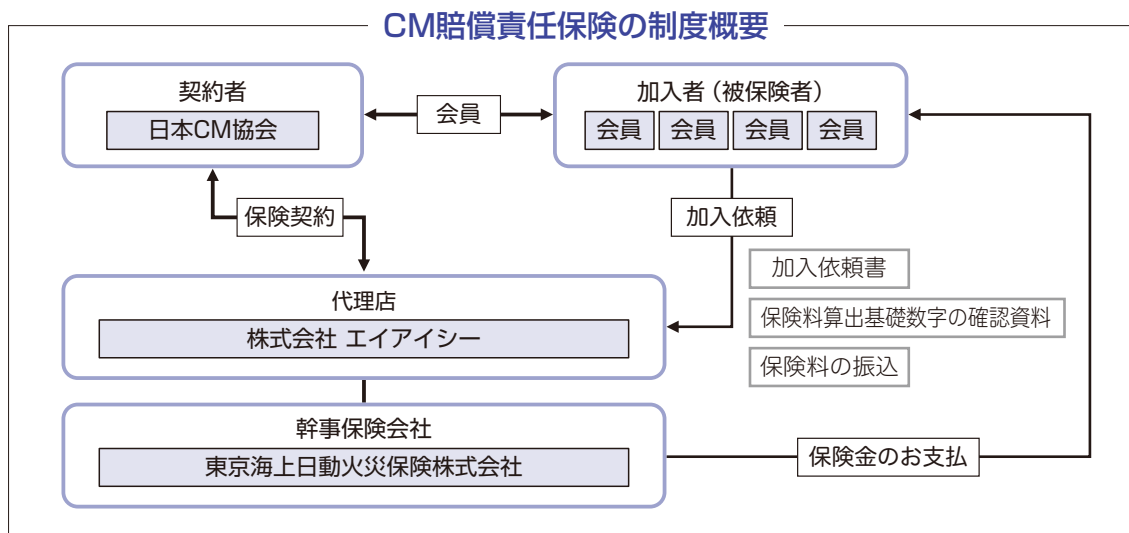 CM賠償責任保険の制度概要
契約者
日本CM協会
会員
加入者（被保険者）
会員 会員 会員 会員
保険契約
加入依頼
加入依頼書
保険料算出基礎数字の確認資料
保険料の振込
代理店
株式会社 エイアイシー
幹事保険会社
東京海上日動火災保険株式会社
保険金のお支払